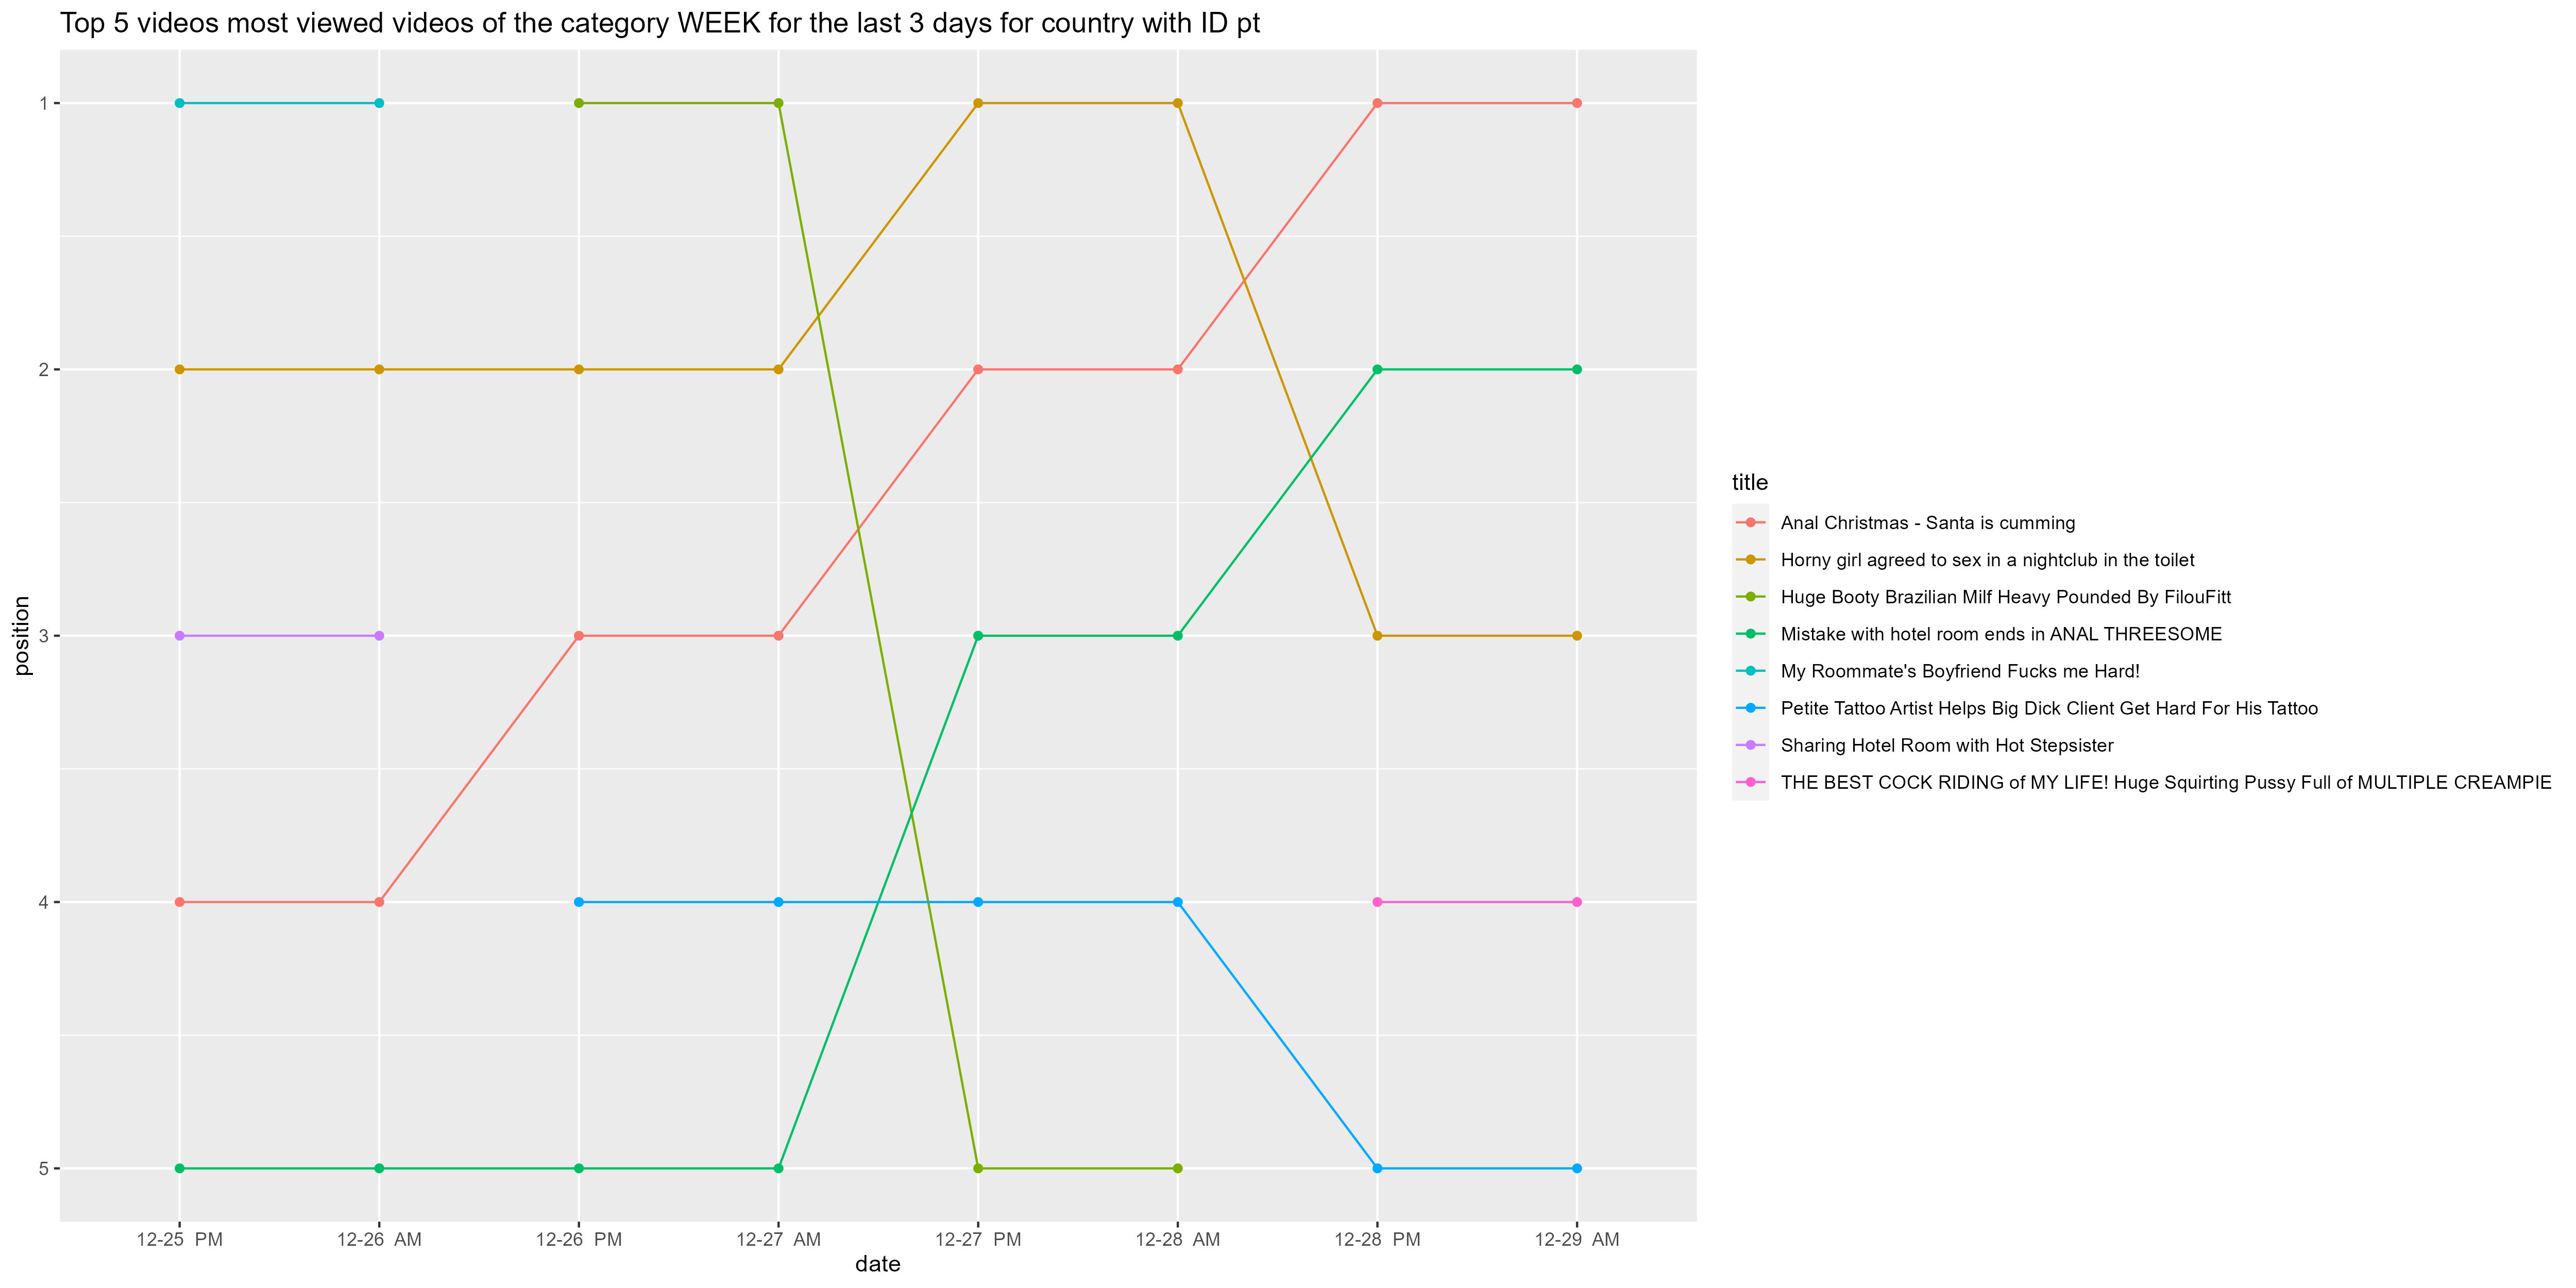 Top 5 videos most viewed videos of the category WEEK for the last 3 days for country with ID pt
1
2
3
4
5
position
12-25 PM
12-26 AM
12-26 PM
12-27 AM
12-27 PM
12-28 AM
12-28 PM
12-29 AM
date
title
Anal Christmas - Santa is cumming
Horny girl agreed to sex in a nightclub in the toilet
Huge Booty Brazilian Milf Heavy Pounded By FilouFitt
Mistake with hotel room ends in ANAL THREESOME
My Roommate's Boyfriend Fucks me Hard!
Petite Tattoo Artist Helps Big Dick Client Get Hard For His Tattoo
Sharing Hotel Room with Hot Stepsister
THE BEST COCK RIDING of MY LIFE! Huge Squirting Pussy Full of MULTIPLE CREAMPIE